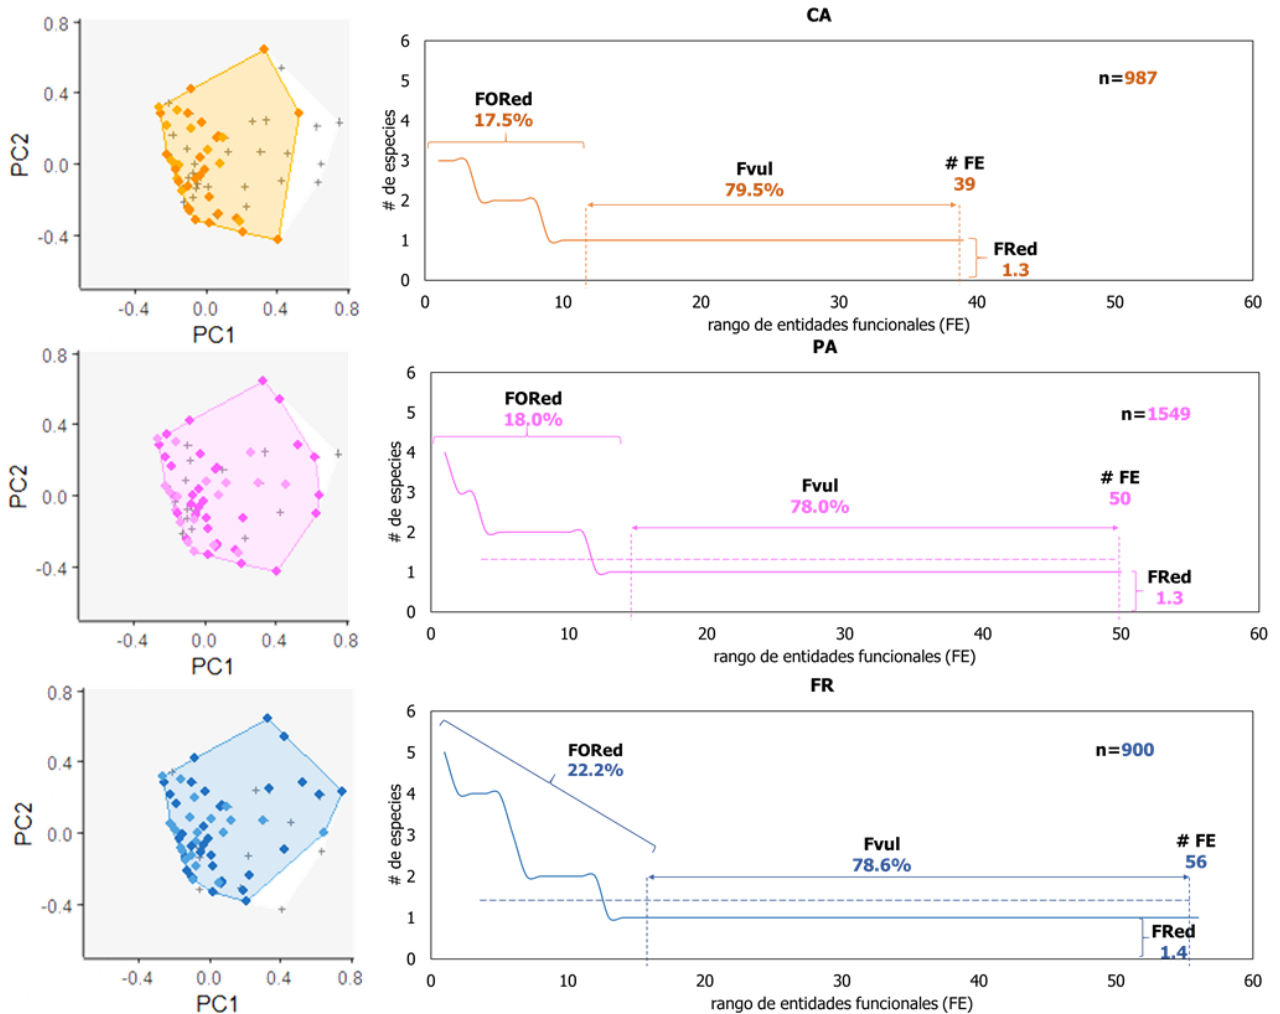 CA
0.8
0.4
0.0
-0.4
PC2
-0.4
0.0
0.4
0.8
PC1
6
5
4
3
2
1
0
# de especies
n=987
FORed
17.5%
Fvul
79.5%
# FE
39
FRed
1.3
0
10
20
30
40
50
60
rango de entidades funcionales (FE)
PA
0.8
0.4
0.0
-0.4
PC2
-0.4
0.0
0.4
0.8
PC1
6
5
4
3
2
1
0
# de especies
FORed
18.0%
n=1549
Fvul
78.0%
# FE
50
FRed
1.3
0
10
20
30
40
50
60
rango de entidades funcionales (FE)
FR
0.8
0.4
0.0
-0.4
PC2
-0.4
0.0
0.4
0.8
PC1
6
5
4
3
2
1
0
# de especies
FORed
22.2%
n=900
Fvul
78.6%
# FE
56
FRed
1.4
0
10
20
30
40
50
60
rango de entidades funcionales (FE)